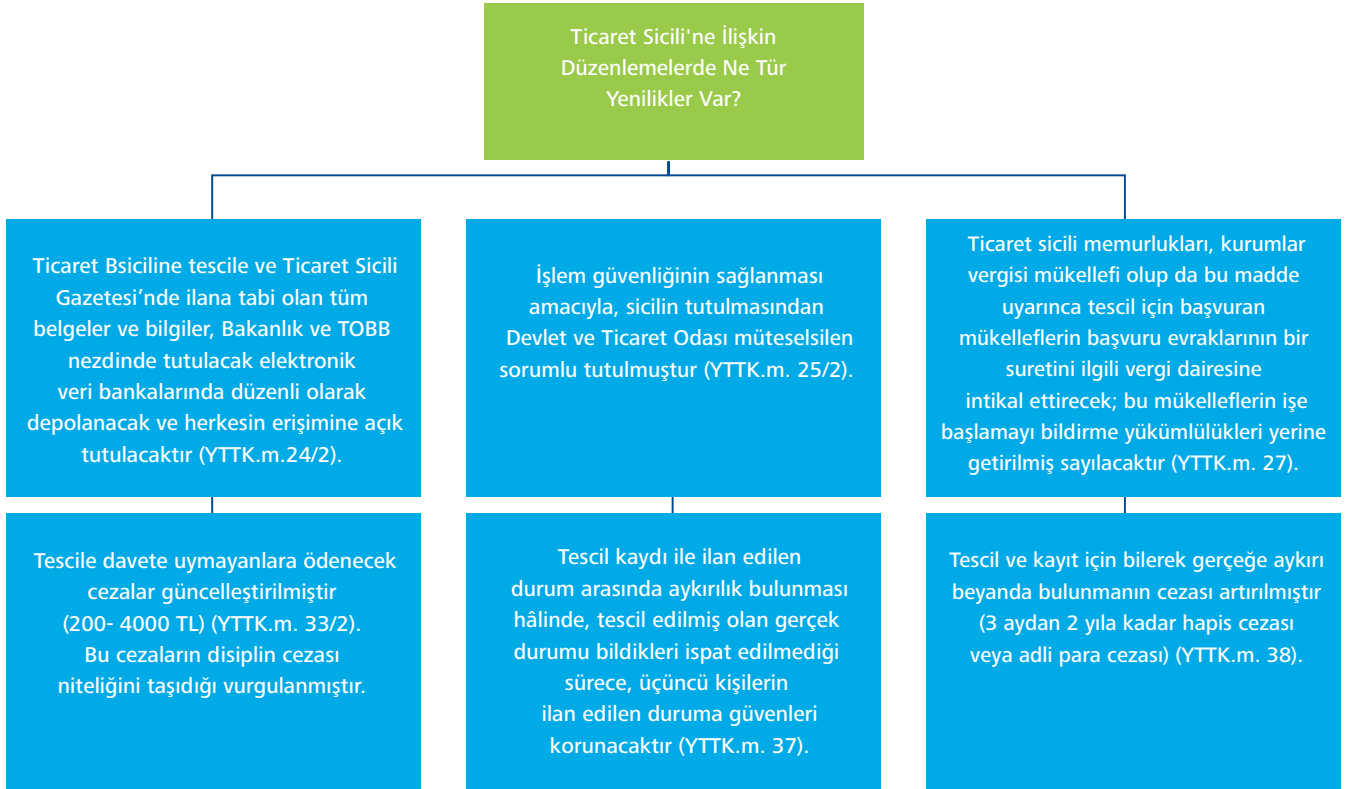 Ticaret Sicili'ne İlişkin
Düzenlemelerde Ne Tür
Yenilikler Var?
Ticaret Bsiciline tescile ve Ticaret Sicili
Gazetesi’nde ilana tabi olan tüm
belgeler ve bilgiler, Bakanlık ve TOBB
nezdinde tutulacak elektronik
veri bankalarında düzenli olarak
depolanacak ve herkesin erişimine açık
tutulacaktır (YTTK.m.24/2).
İşlem güvenliğinin sağlanması
amacıyla, sicilin tutulmasından
Devlet ve Ticaret Odası müteselsilen
sorumlu tutulmuştur (YTTK.m. 25/2).
Ticaret sicili memurlukları, kurumlar
vergisi mükellefi olup da bu madde
uyarınca tescil için başvuran
mükelleflerin başvuru evraklarının bir
suretini ilgili vergi dairesine
intikal ettirecek; bu mükelleflerin işe
başlamayı bildirme yükümlülükleri yerine
getirilmiş sayılacaktır (YTTK.m. 27).
Tescile davete uymayanlara ödenecek
cezalar güncelleştirilmiştir
(200- 4000 TL) (YTTK.m. 33/2).
Bu cezaların disiplin cezası
niteliğini taşıdığı vurgulanmıştır.
Tescil kaydı ile ilan edilen
durum arasında aykırılık bulunması
hâlinde, tescil edilmiş olan gerçek
durumu bildikleri ispat edilmediği
sürece, üçüncü kişilerin
ilan edilen duruma güvenleri
korunacaktır (YTTK.m. 37).
Tescil ve kayıt için bilerek gerçeğe aykırı
beyanda bulunmanın cezası artırılmıştır
(3 aydan 2 yıla kadar hapis cezası
veya adli para cezası) (YTTK.m. 38).